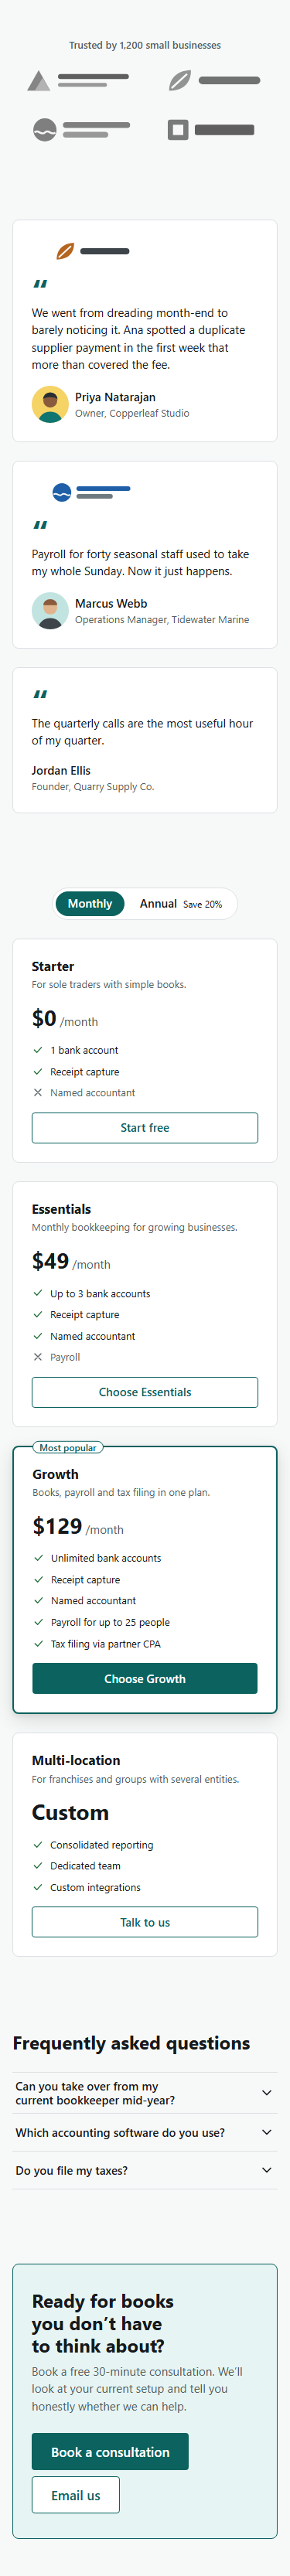 Trusted by 1,200 small businesses
“
We went from dreading month-end to
barely noticing it. Ana spotted a duplicate
supplier payment in the first week that
more than covered the fee.
Priya Natarajan
Owner, Copperleaf Studio
“
Payroll for forty seasonal staff used to take
my whole Sunday. Now it just happens.
Marcus Webb
Operations Manager, Tidewater Marine
“
The quarterly calls are the most useful hour
of my quarter.
Jordan Ellis
Founder, Quarry Supply Co.
Monthly Annual Save 20%
Starter
For sole traders with simple books.
$0 /month
1 bank account
Receipt capture
Named accountant
Start free
Essentials
Monthly bookkeeping for growing businesses.
$49 /month
Up to 3 bank accounts
Receipt capture
Named accountant
Payroll
Choose Essentials
Most popular
Growth
Books, payroll and tax filing in one plan.
$129 /month
Unlimited bank accounts
Receipt capture
Named accountant
Payroll for up to 25 people
Tax filing via partner CPA
Choose Growth
Multi-location
For franchises and groups with several entities.
Custom
Consolidated reporting
Dedicated team
Custom integrations
Talk to us
Frequently asked questions
Can you take over from my
current bookkeeper mid-year?
Which accounting software do you use?
Do you file my taxes?
Ready for books
you don’t have
to think about?
Book a free 30-minute consultation. We’ll
look at your current setup and tell you
honestly whether we can help.
Book a consultation
Email us